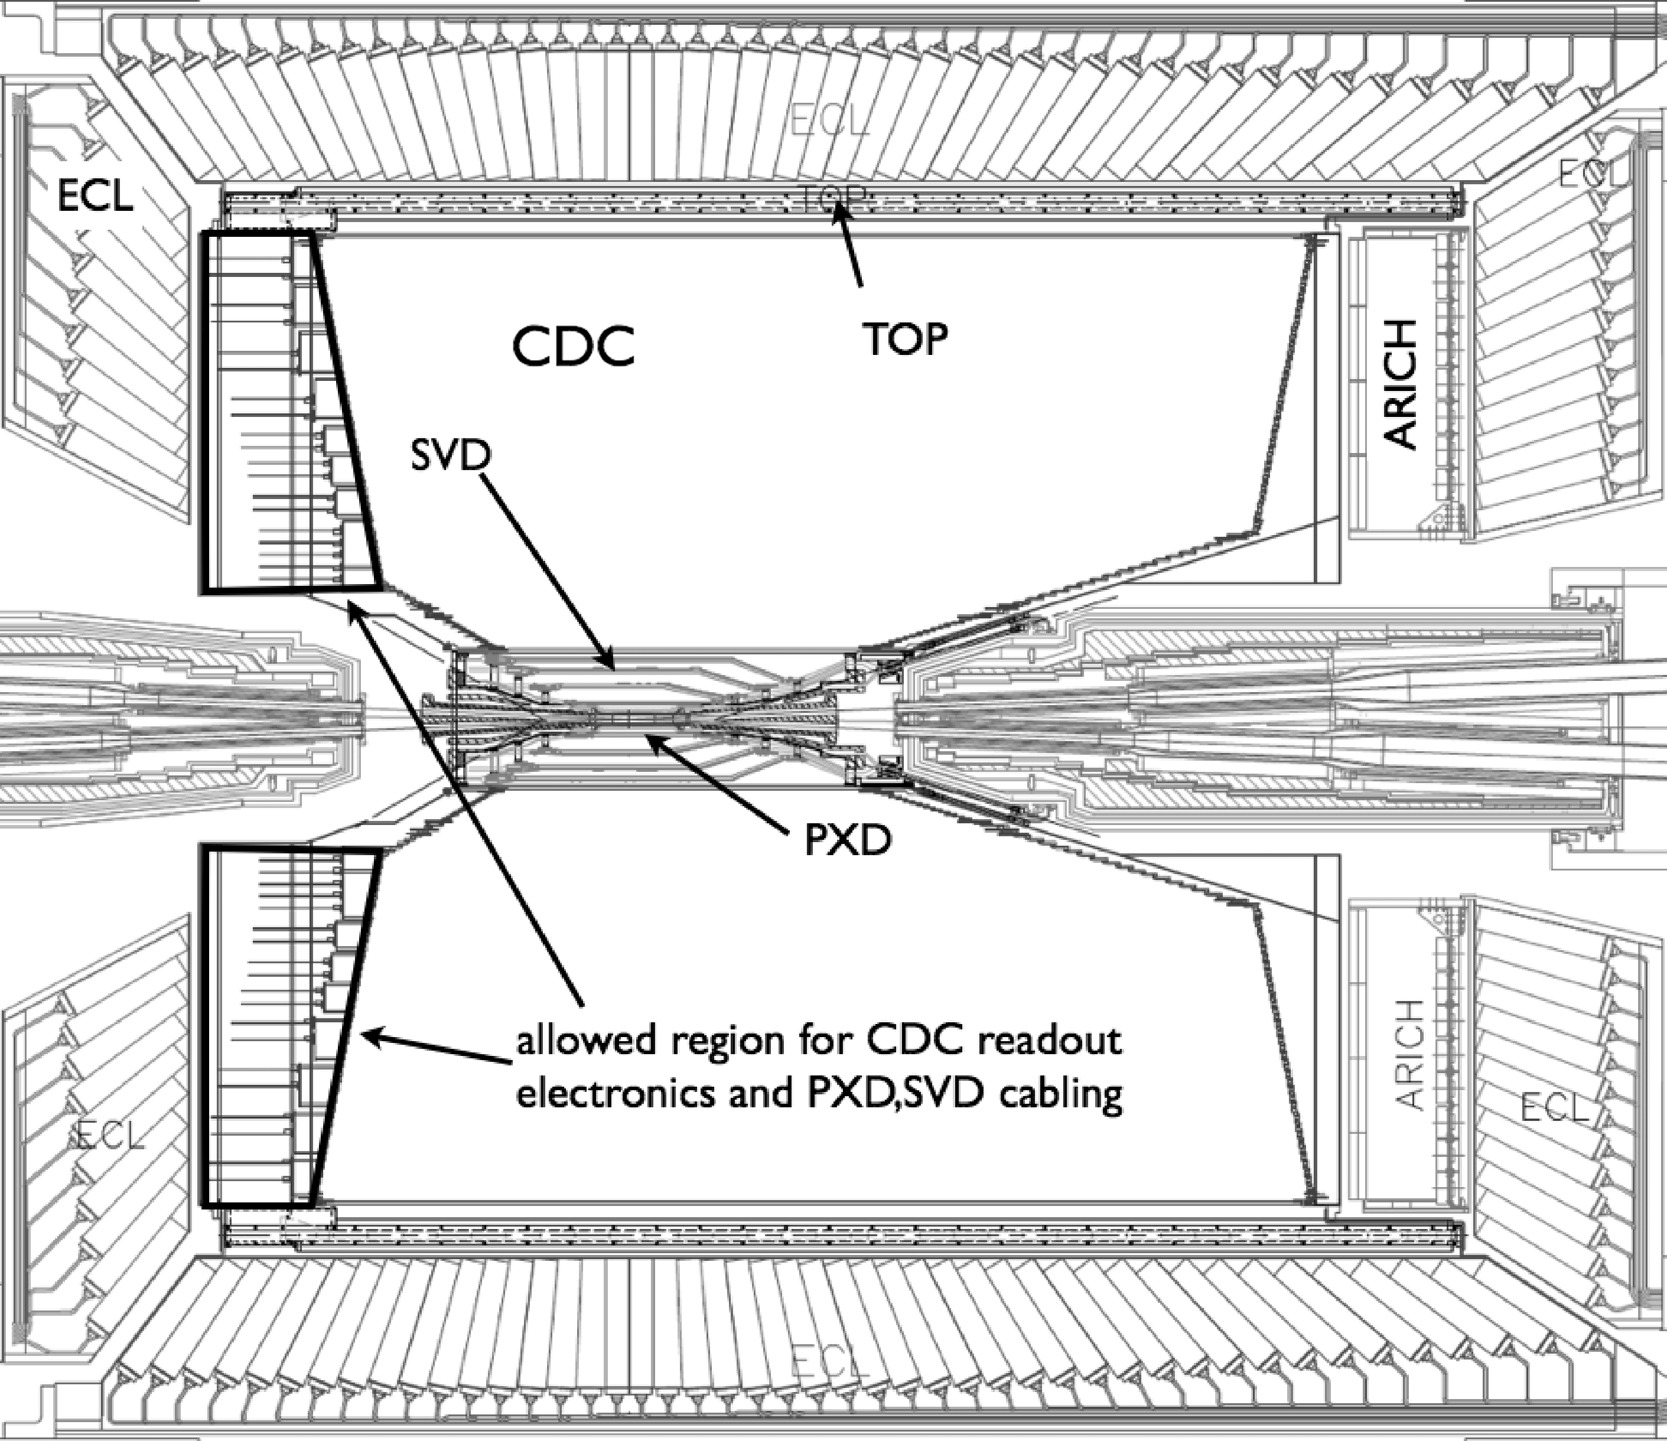 ECL
ECL
ECL
TOP
TOP
CDC
ARICH
SVD
PXD
allowed region for CDC readout
electronics and PXD,SVD cabling
ARICH
ECL
ECL
ECL